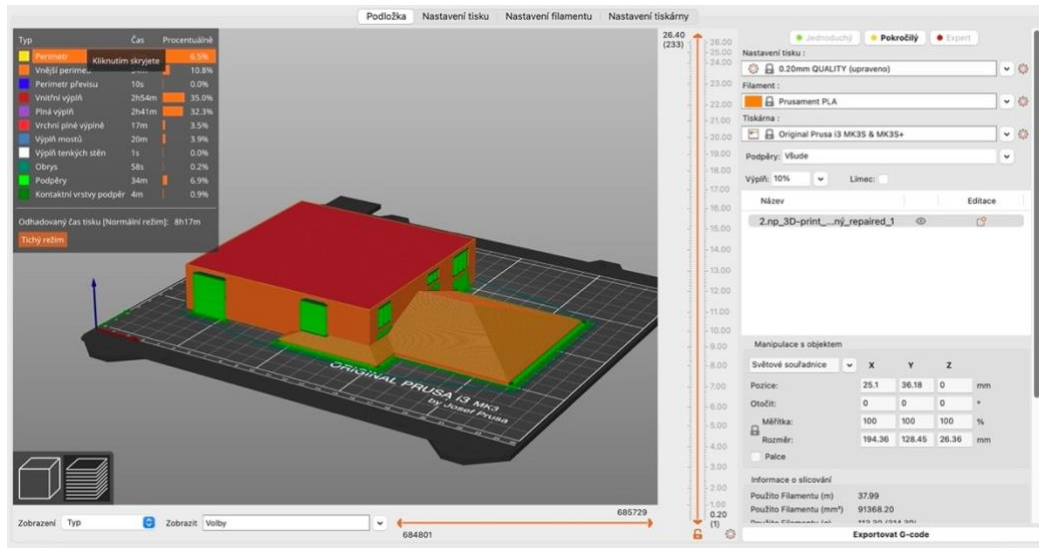 Podložka Nastavení tisku Nastavení filamentu Nastavení tiskárny
Typ Čas Procentuálně
Perimetr 6.5%
Kliknutím skryjete
Vnější perimetr 10.8%
Perimetr převisu 10s 0.0%
Vnitřní výplň 2h54m 35.0%
Plná výplň 2h41m 32.3%
Vrchní plné výplně 17m 3.5%
Výplň mostů 20m 3.9%
Výplň tenkých stěn 1s 0.0%
Obrys 58s 0.2%
Podpěry 34m 6.9%
Kontaktní vrstvy podpěr 4m 0.9%
Odhadovaný čas tisku [Normální režim]: 8h17m
Tichý režim
ORIGINAL PRUSA i3 MK3
by Josef Prusa
Zobrazení Typ Zobrazit Volby
684801
685729
26.40
(233)
26.00
25.00
24.00
23.00
22.00
21.00
20.00
19.00
18.00
17.00
16.00
15.00
14.00
13.00
12.00
11.00
10.00
9.00
8.00
7.00
6.00
5.00
4.00
3.00
2.00
1.00
0.20
(1)
Jednoduchý Pokročilý Expert
Nastavení tisku :
0.20mm QUALITY (upraveno)
Filament :
Prusament PLA
Tiskárna :
Original Prusa i3 MK3S & MK3S+
Podpěry: Všude
Výplň: 10% Límec:
Název Editace
2.np_3D-print_...ný_repaired_1
Manipulace s objektem
Světové souřadnice X Y Z
Pozice: 25.1 36.18 0 mm
Otočit: 0 0 0 °
Měřítka: 100 100 100 %
Rozměr: 194.36 128.45 26.36 mm
Palce
Informace o slicování
Použito Filamentu (m) 37.99
Použito Filamentu (mm³) 91368.20
Použito Filamentu (g)
Exportovat G-code